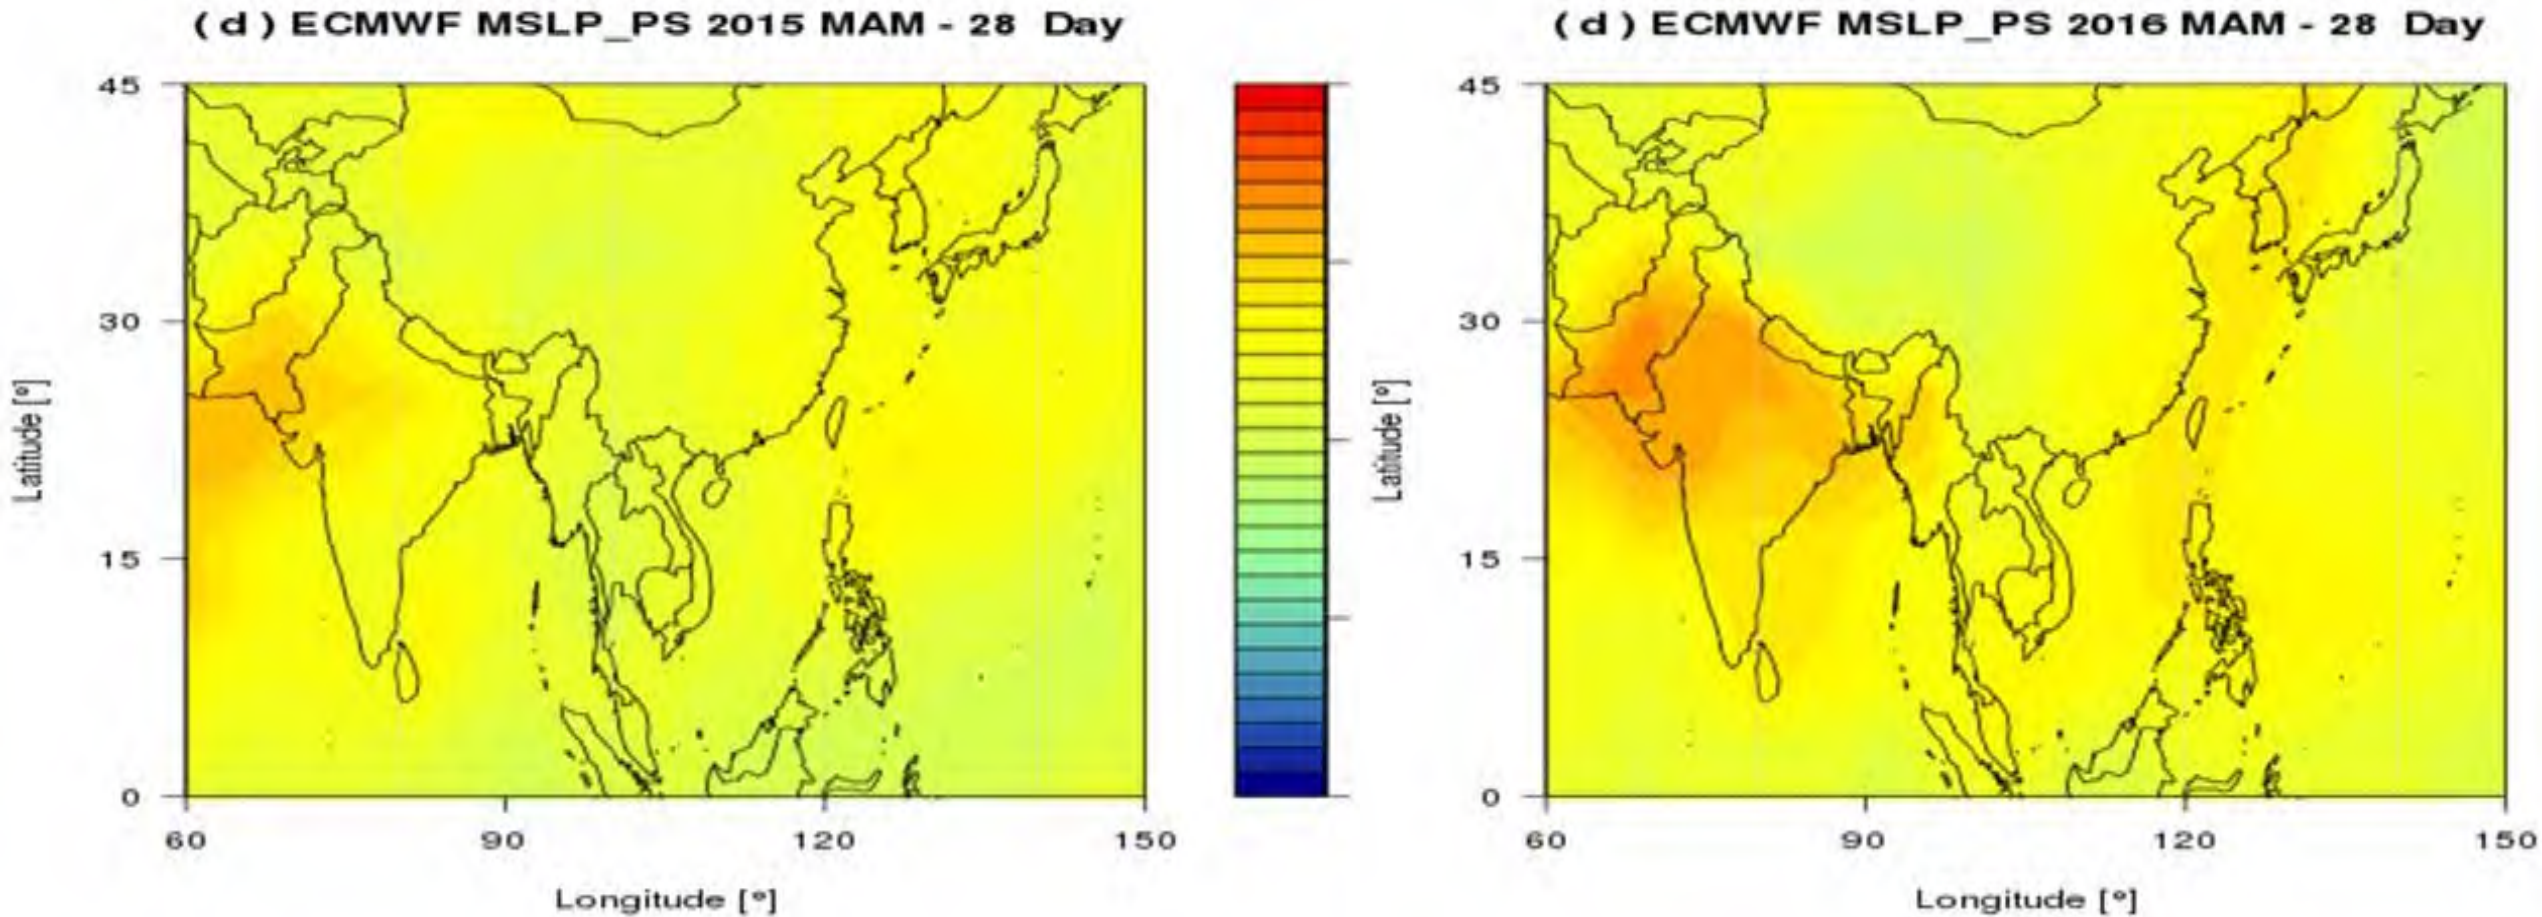 ( d ) ECMWF MSLP_PS 2015 MAM - 28 Day
45
30
15
0
Latitude [°]
60
90
120
150
Longitude [°]
( d ) ECMWF MSLP_PS 2016 MAM - 28 Day
45
30
15
0
Latitude [°]
60
90
120
150
Longitude [°]